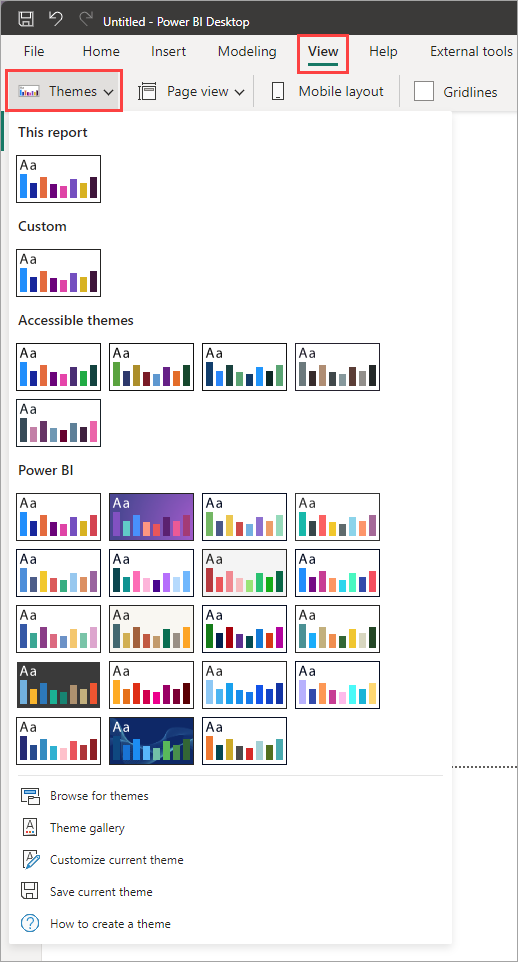 Untitled - Power BI Desktop
File Home Insert Modeling View Help External tools
Themes Page view Mobile layout Gridlines
This report
Aa
Custom
Aa
Accessible themes
Aa Aa Aa Aa
Aa
Power BI
Aa Aa Aa Aa
Aa Aa Aa Aa
Aa Aa Aa Aa
Aa Aa Aa Aa
Aa Aa Aa
Browse for themes
A Theme gallery
A Customize current theme
Save current theme
? How to create a theme